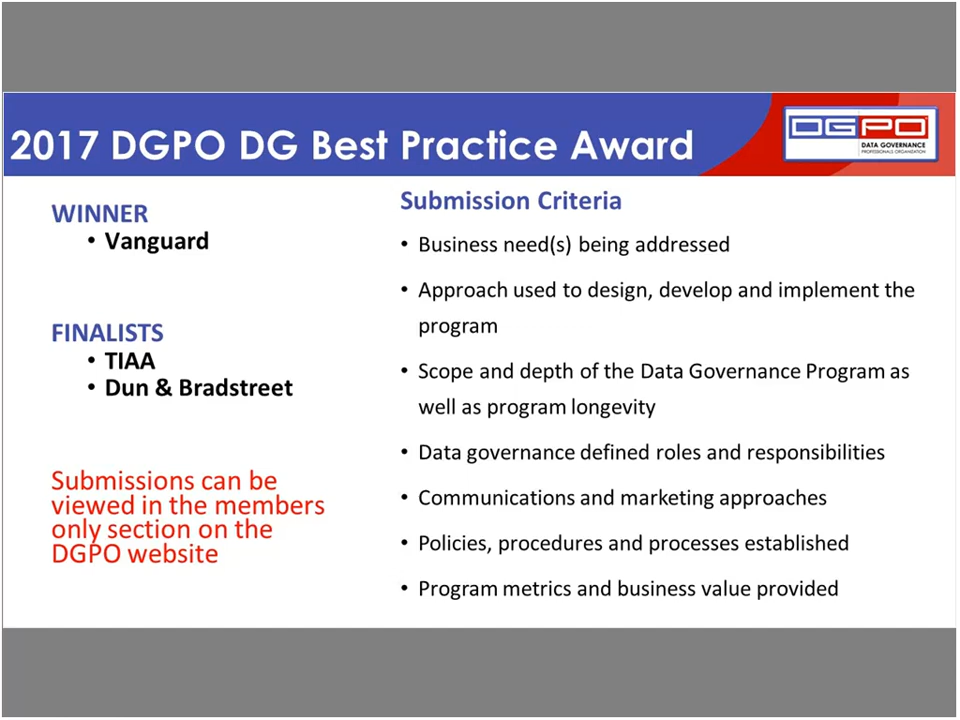 2017 DGPO DG Best Practice Award
DGPO
DATA GOVERNANCE
PROFESSIONALS ORGANIZATION
WINNER
• Vanguard
FINALISTS
• TIAA
• Dun & Bradstreet
Submissions can be
viewed in the members
only section on the
DGPO website
Submission Criteria
• Business need(s) being addressed
• Approach used to design, develop and implement the
program
• Scope and depth of the Data Governance Program as
well as program longevity
• Data governance defined roles and responsibilities
• Communications and marketing approaches
• Policies, procedures and processes established
• Program metrics and business value provided